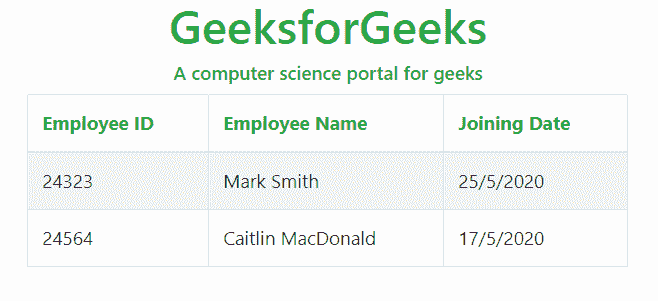 GeeksforGeeks
A computer science portal for geeks
Employee ID Employee Name Joining Date
24323 Mark Smith 25/5/2020
24564 Caitlin MacDonald 17/5/2020